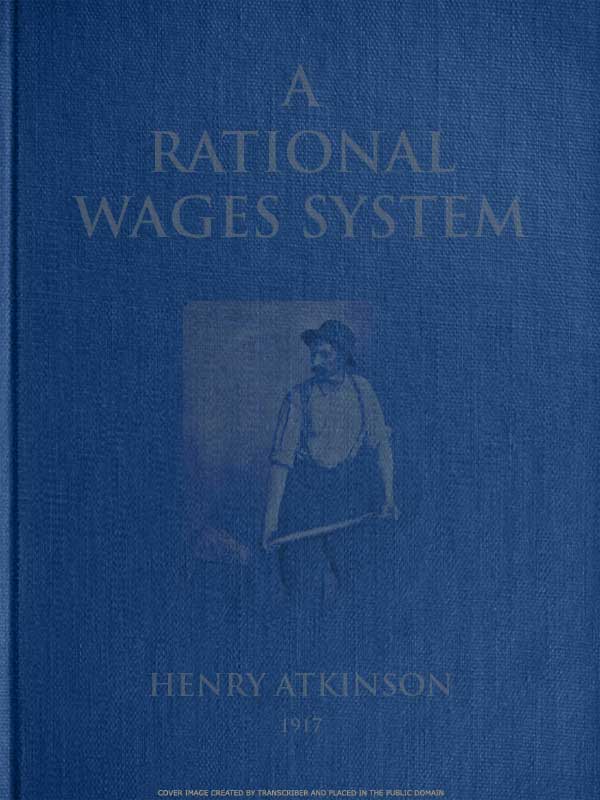 A
RATIONAL
WAGES SYSTEM
HENRY ATKINSON
1917
COVER IMAGE CREATED BY TRANSCRIBER AND PLACED IN THE PUBLIC DOMAIN